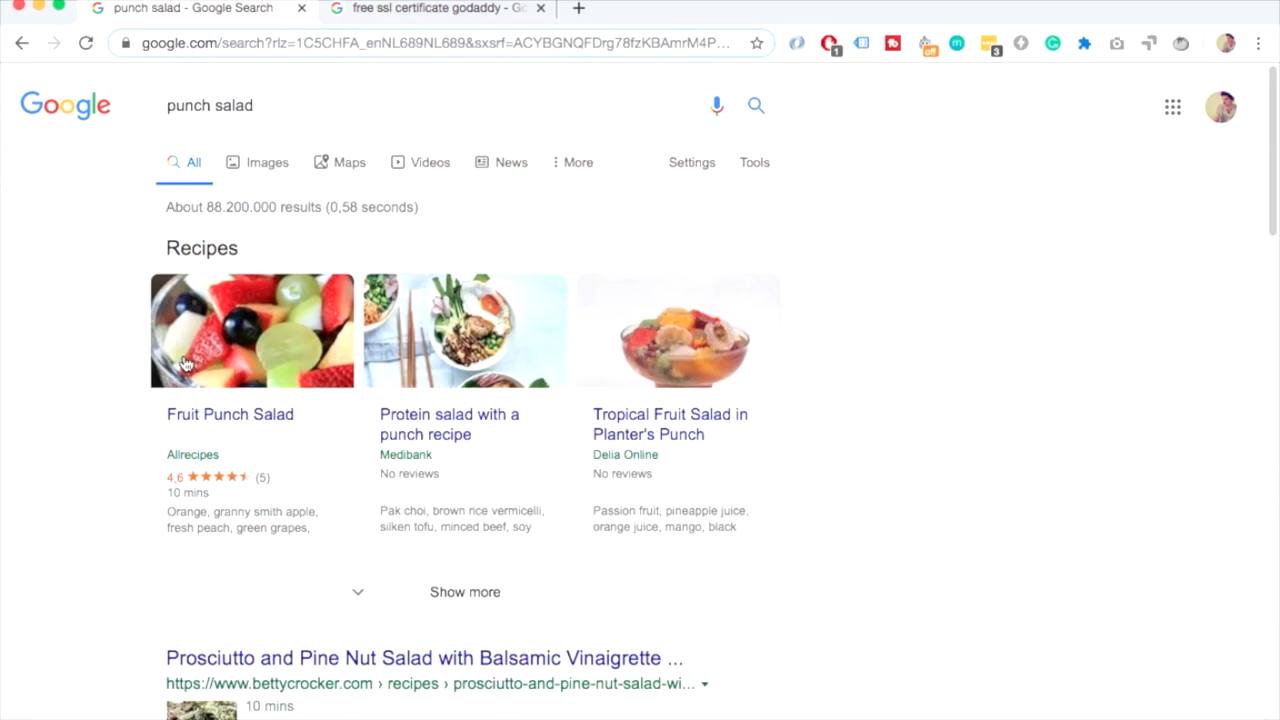 punch salad - Google Search
free ssl certificate godaddy - Go
google.com/search?rlz=1C5CHFA_enNL689NL689&sxsrf=ACYBGNQFDrg78fzKBAmrM4P...
1
off
3
Google
punch salad
All
Images
Maps
Videos
News
More
Settings
Tools
About 88.200.000 results (0,58 seconds)
Recipes
Fruit Punch Salad
Allrecipes
4,6 (5)
10 mins
Orange, granny smith apple,
fresh peach, green grapes,
Protein salad with a
punch recipe
Medibank
No reviews
Pak choi, brown rice vermicelli,
silken tofu, minced beef, soy
Tropical Fruit Salad in
Planter's Punch
Delia Online
No reviews
Passion fruit, pineapple juice,
orange juice, mango, black
Show more
Prosciutto and Pine Nut Salad with Balsamic Vinaigrette ...
https://www.bettycrocker.com › recipes › prosciutto-and-pine-nut-salad-wi...
10 mins